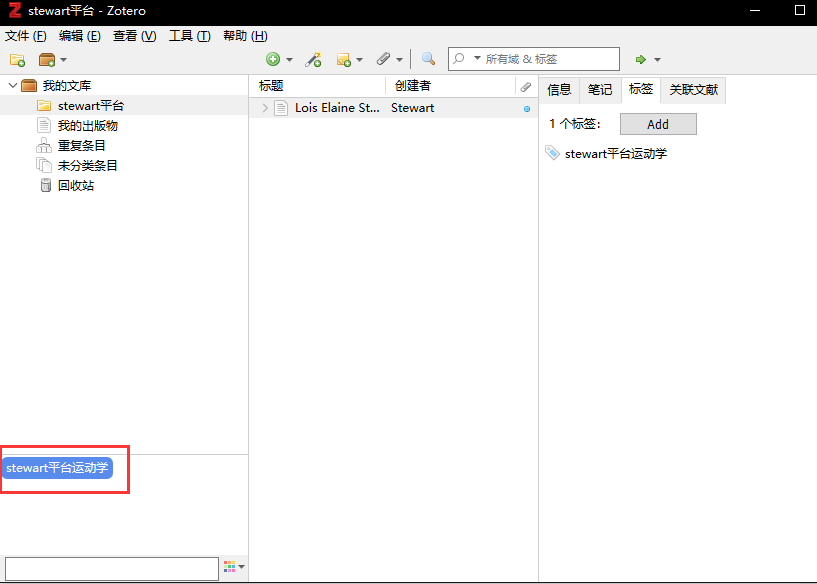 stewart平台 - Zotero
文件 (F) 编辑 (E) 查看 (V) 工具 (T) 帮助 (H)
所有域 & 标签
我的文库
stewart平台
我的出版物
重复条目
未分类条目
回收站
stewart平台运动学
标题 创建者
Lois Elaine St... Stewart
信息 笔记 标签 关联文献
1 个标签: Add
stewart平台运动学